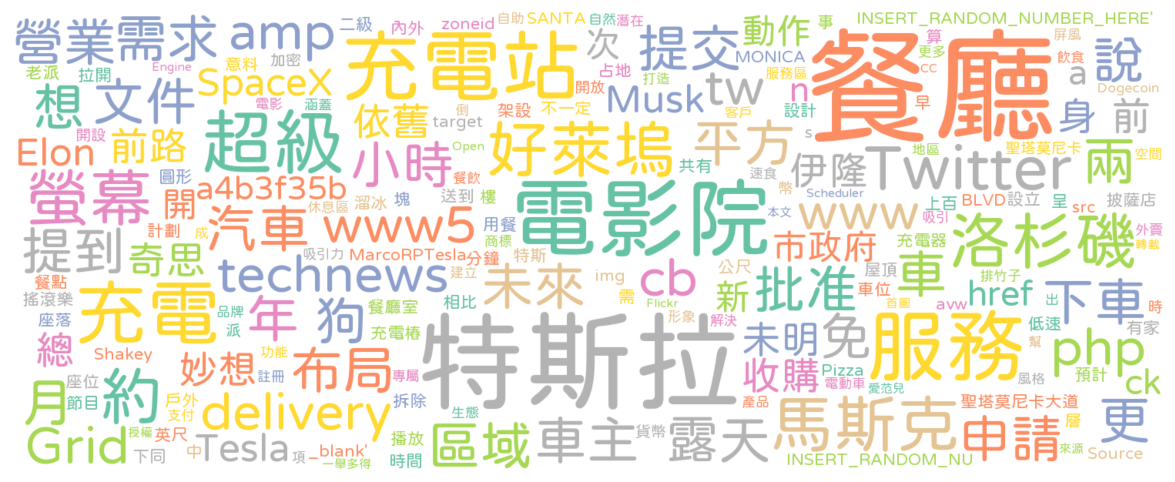 INSERT_RANDOM_NUMBER_HERE'
二級 內外 zoneid 自助 SANTA 自然 潛在 事 算 更多 屏風
營業 需求 amp 充電站 次 提交 動作 MONICA 餐廳 說 飲食
老派 拉開 加密 Engine 意料 SpaceX 占地 打造 服務區 cc Dogecoin
想 文件 電影 涵蓋 倒 開放 架設 不一定 Musk tw 客戶 設計 n 早 a 身 前
開設 超級 依舊 target 好萊塢 平方 s 地區 聖塔莫尼卡 空間
Elon 前路 小時 Open 共有 伊隆 Twitter 兩
螢幕 圓形 a4b3f35b 餐飲 電影院 速食 幣 Scheduler
開 休息區 溜冰 塊 送到 樓 用餐 本文 www 上百 BLVD 設立 呈 src 披薩店
提到 計劃 成 汽車 www5 商標 市政府 吸引 洛杉磯 外賣
奇思 吸引力 MarcoRPTesla 分鐘 特斯 充電器 轉載
餐點 technews 建立 未來 img 公尺 cb 屋頂 車 排竹子
搖滾樂 品牌 年 狗 餐廳室 相比 需 Flickr 新 批准 車位 href 出 下車 時
座落 派 充電樁 形象 解決 首圖 avw 低速 有家
總 Shakey 功能 特斯拉 未明 免 服務 幫 php
妙想 布局 專屬 收購 Pizza 電動車 風格 預計 ck
座位 註冊 產品 愛范兒
月 節目 約 戶外 delivery 拆除 生態 馬斯克 聖塔莫尼卡大道 更
支付 播放 區域 車主 貨幣 露天 申請 層 來源
Grid 授權 英尺 Tesla _blank' 時間 Source
下同 中 項 一舉多得 INSERT_RANDOM_NU